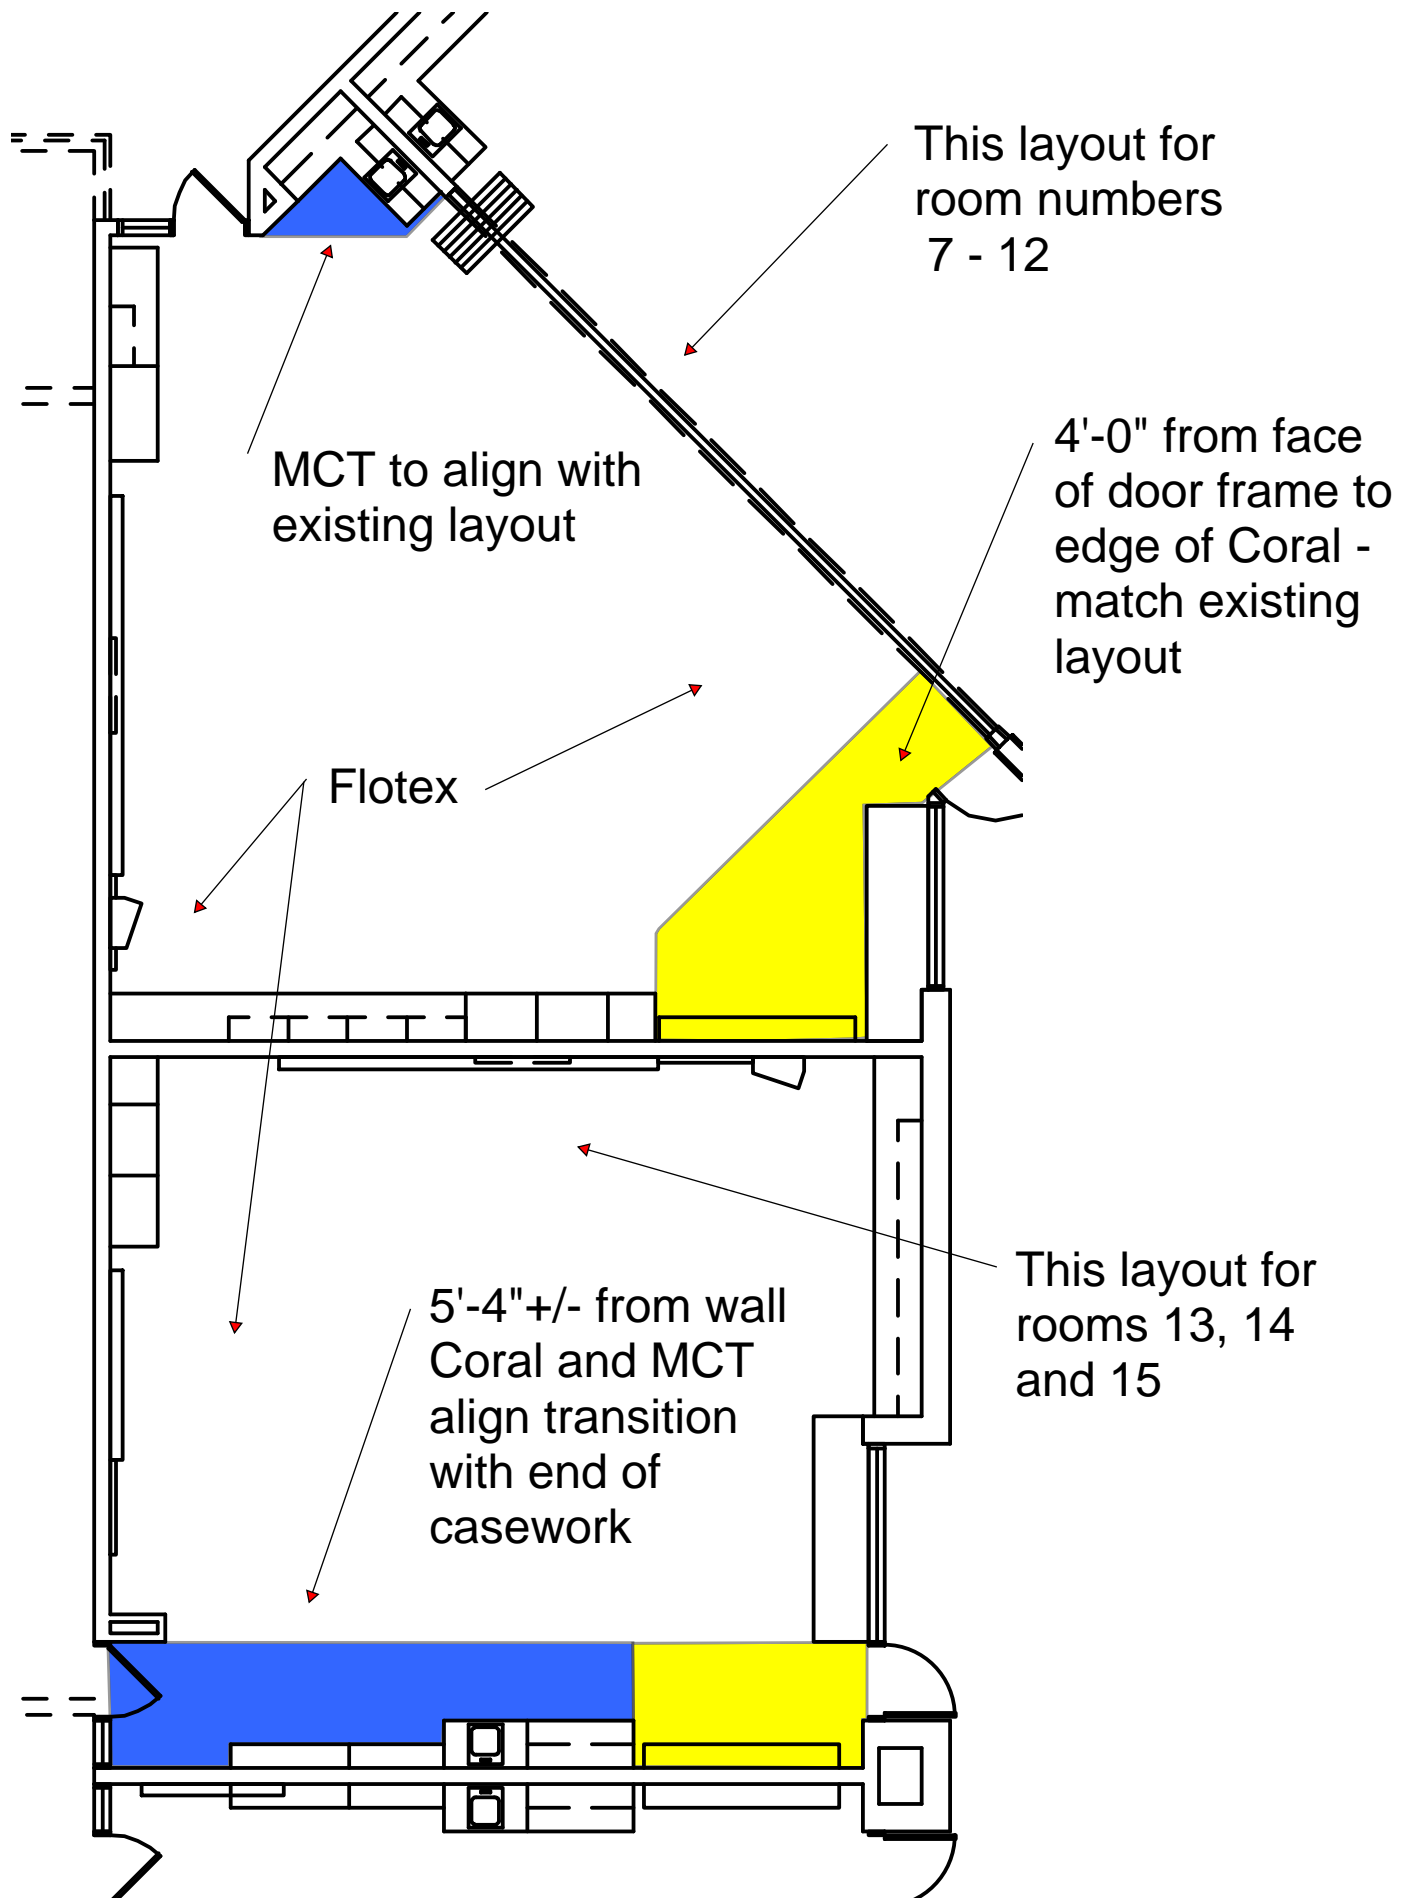 This layout for
room numbers
7 - 12
4'-0" from face
of door frame to
edge of Coral -
match existing
layout
MCT to align with
existing layout
Flotex
This layout for
rooms 13, 14
and 15
5'-4"+/- from wall
Coral and MCT
align transition
with end of
casework